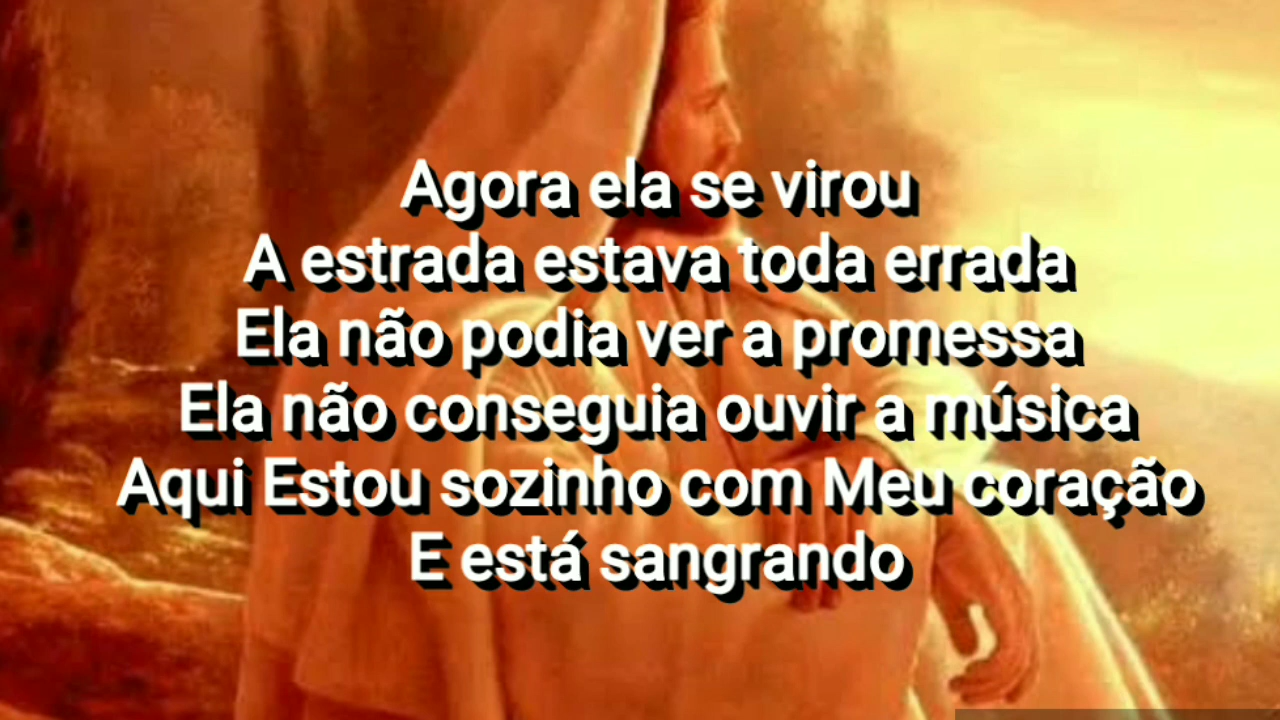 Agora ela se virou
A estrada estava toda errada
Ela não podia ver a promessa
Ela não conseguia ouvir a música
Aqui Estou sozinho com Meu coração
E está sangrando